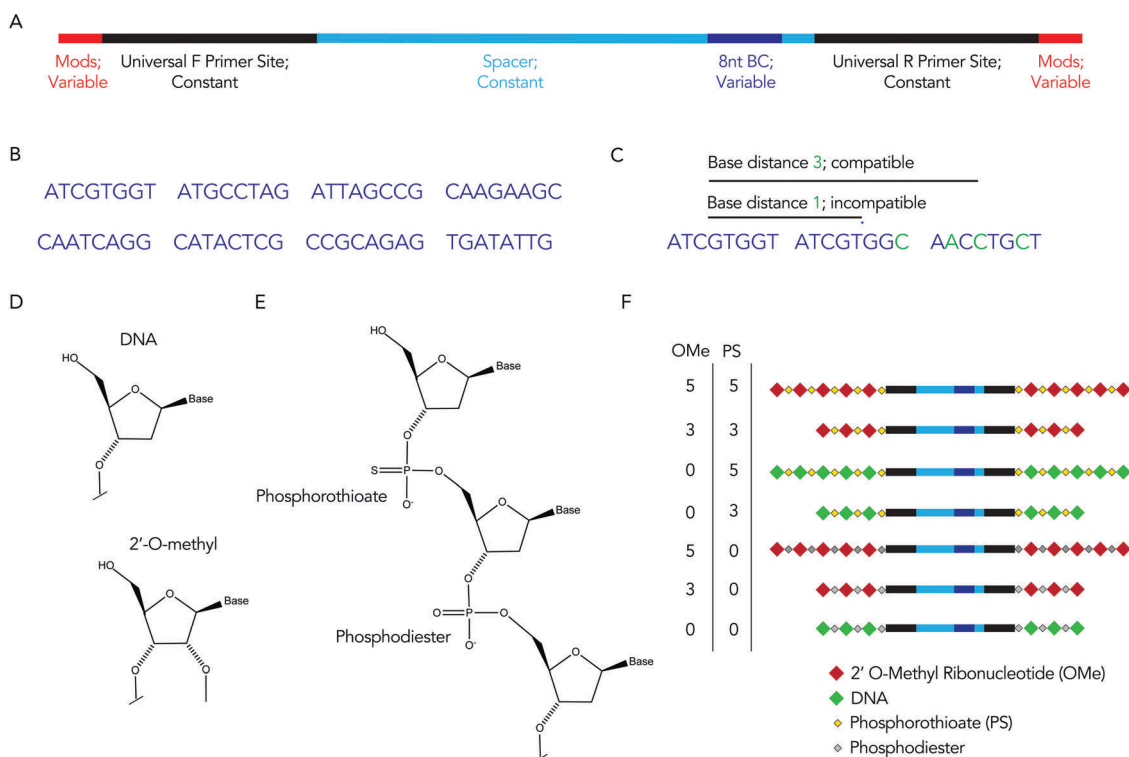 A
Mods; Variable
Universal F Primer Site; Constant
Spacer; Constant
8nt BC; Variable
Universal R Primer Site; Constant
Mods; Variable
B
ATCGTGGT ATGCCTAG ATTAGCCG CAAGAAGC
CAATCAGG CATACTCG CCGCAGAG TGATATTG
C
Base distance 3; compatible
Base distance 1; incompatible
ATCGTGGT ATCGTGGC AACCTGCT
D
DNA
HO
O
Base
O
2'-O-methyl
HO
O
Base
O
O
E
HO
O
Base
O
S
P
O
O-
Phosphorothioate
O
Base
O
O
P
O
O-
Phosphodiester
O
Base
O
F
OMe PS
5 5
3 3
0 5
0 3
5 0
3 0
0 0
2' O-Methyl Ribonucleotide (OMe)
DNA
Phosphorothioate (PS)
Phosphodiester